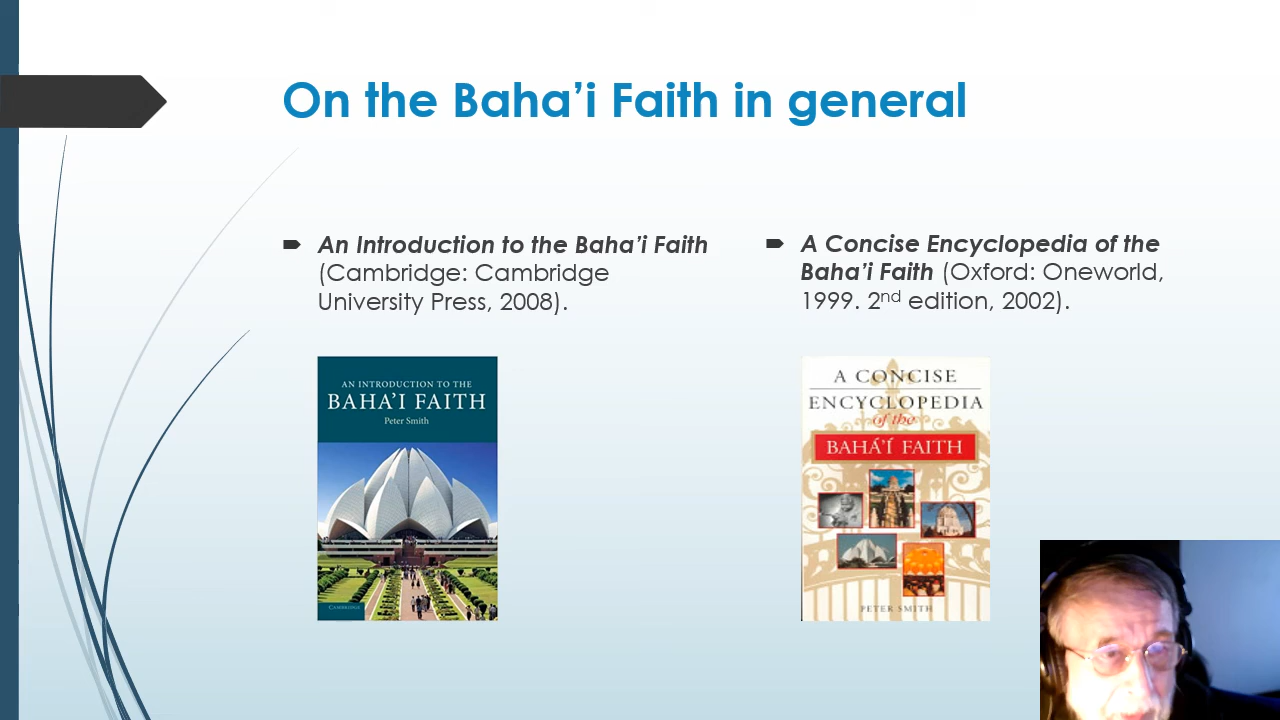 On the Baha’i Faith in general
An Introduction to the Baha’i Faith
(Cambridge: Cambridge
University Press, 2008).
A Concise Encyclopedia of the
Baha’i Faith (Oxford: Oneworld,
1999. 2nd edition, 2002).
AN INTRODUCTION TO THE
BAHA’I FAITH
Peter Smith
CAMBRIDGE
A CONCISE
ENCYCLOPEDIA
of the
BAHÁ’Í FAITH
PETER SMITH